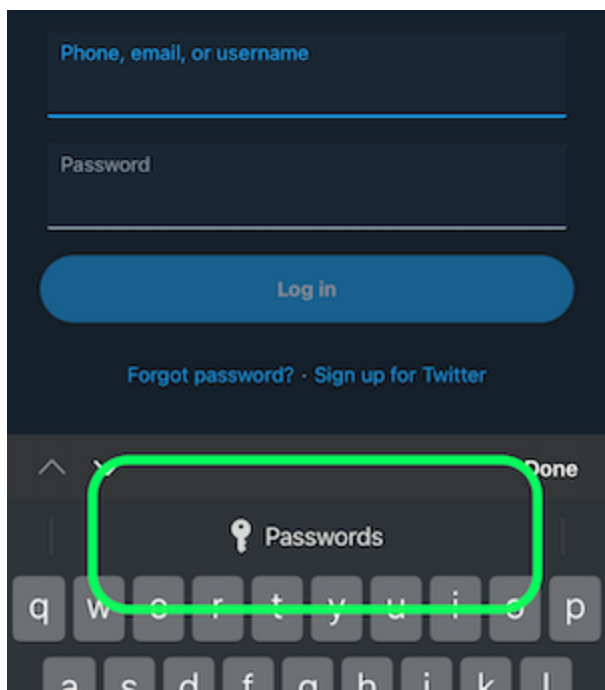 Phone, email, or username
Password
Log in
Forgot password? · Sign up for Twitter
Done
Passwords
q w e r t y u i o p
a s d f g h j k l